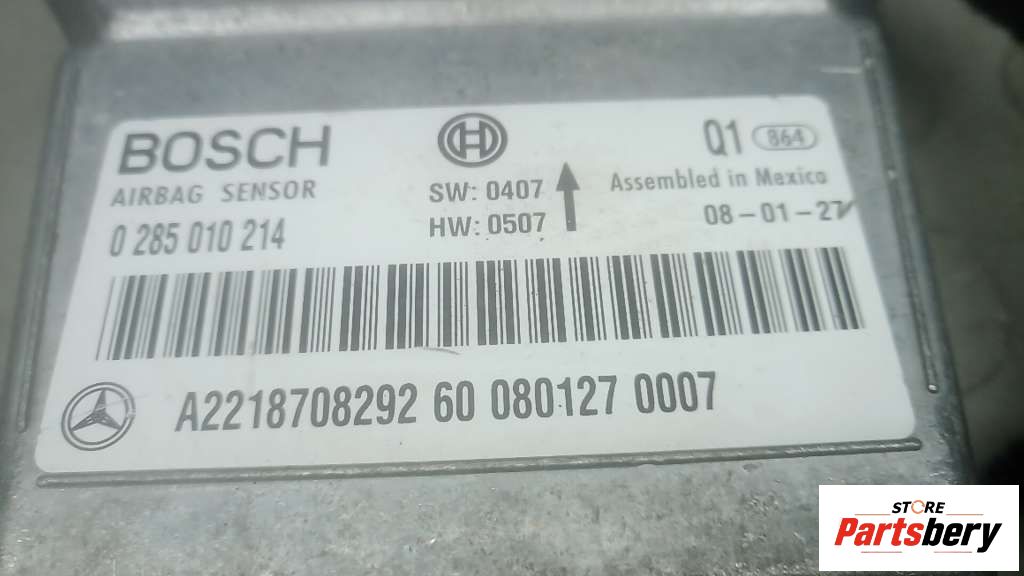 BOSCH
AIRBAG SENSOR
0 285 010 214
SW: 0407
HW: 0507
Q1 864
Assembled in Mexico
08-01-27
A2218708292 60 080127 0007
STORE
Partsbery